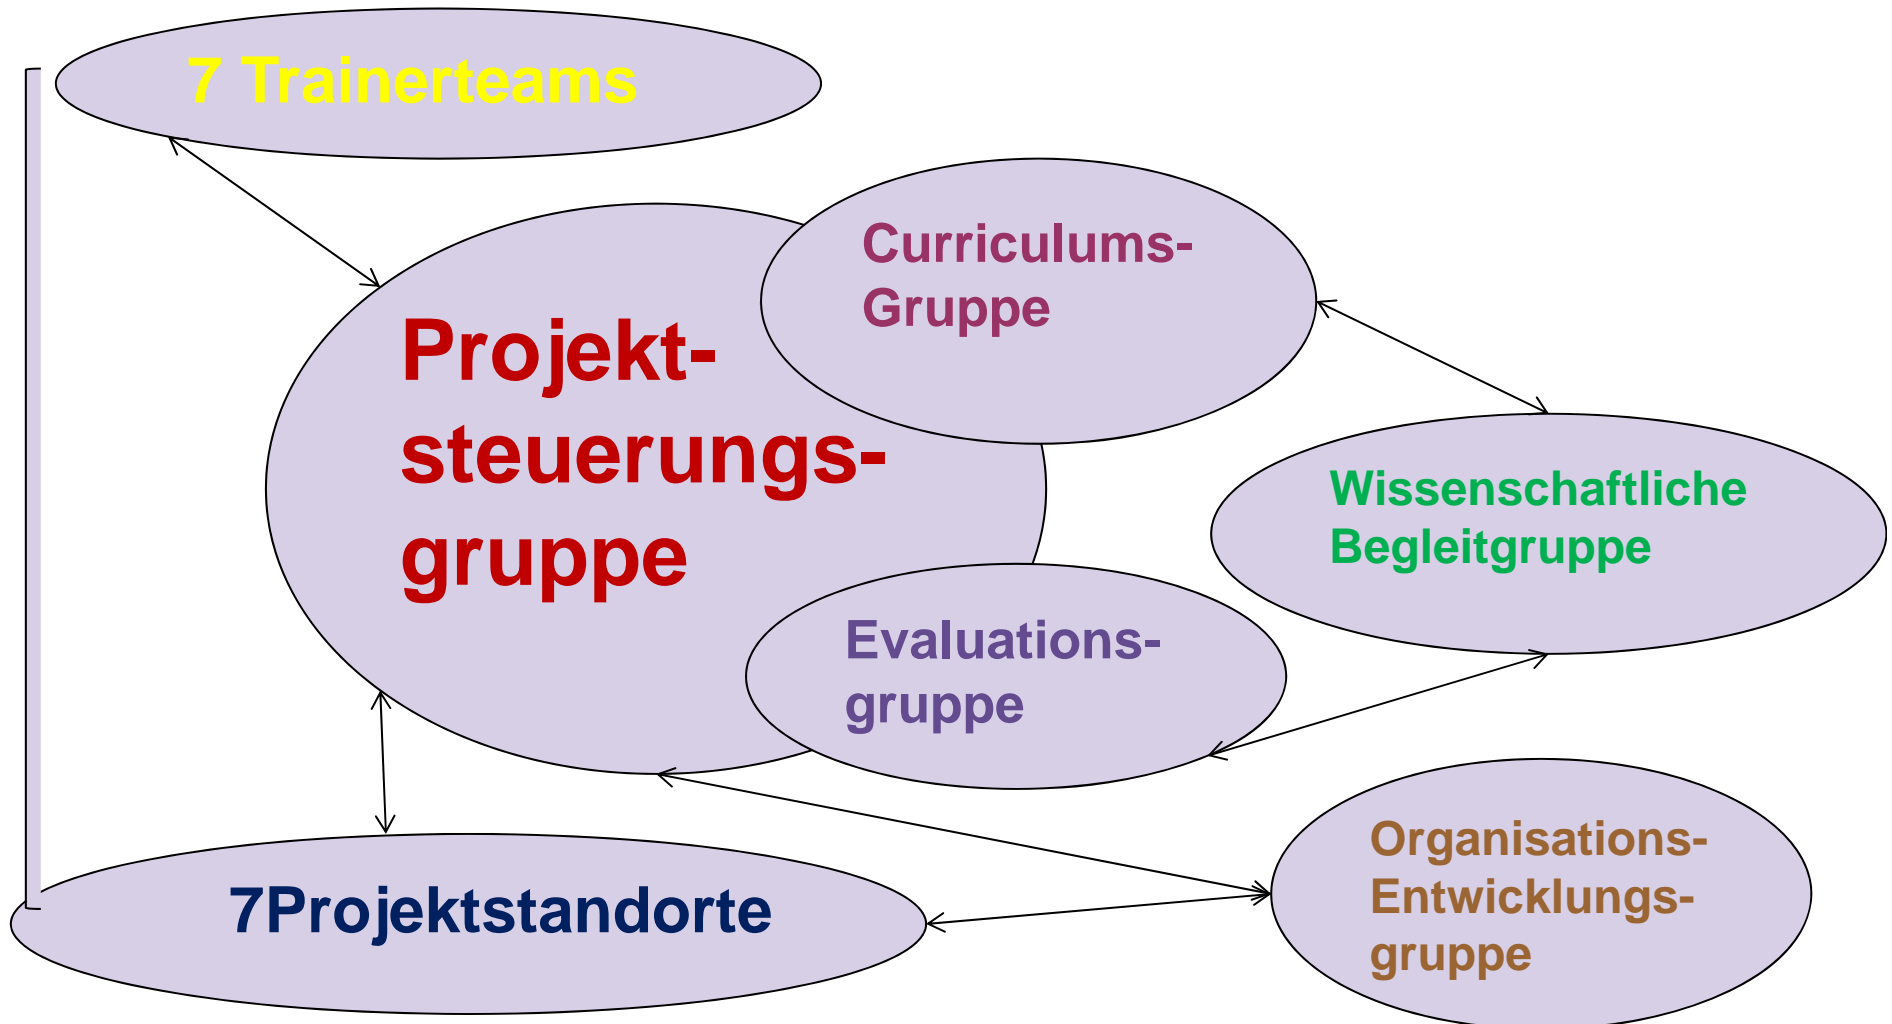 7 Trainerteams
Curriculums-
Gruppe
Projekt-
steuerungs-
gruppe
Wissenschaftliche
Begleitgruppe
Evaluations-
gruppe
Organisations-
Entwicklungs-
gruppe
7Projektstandorte